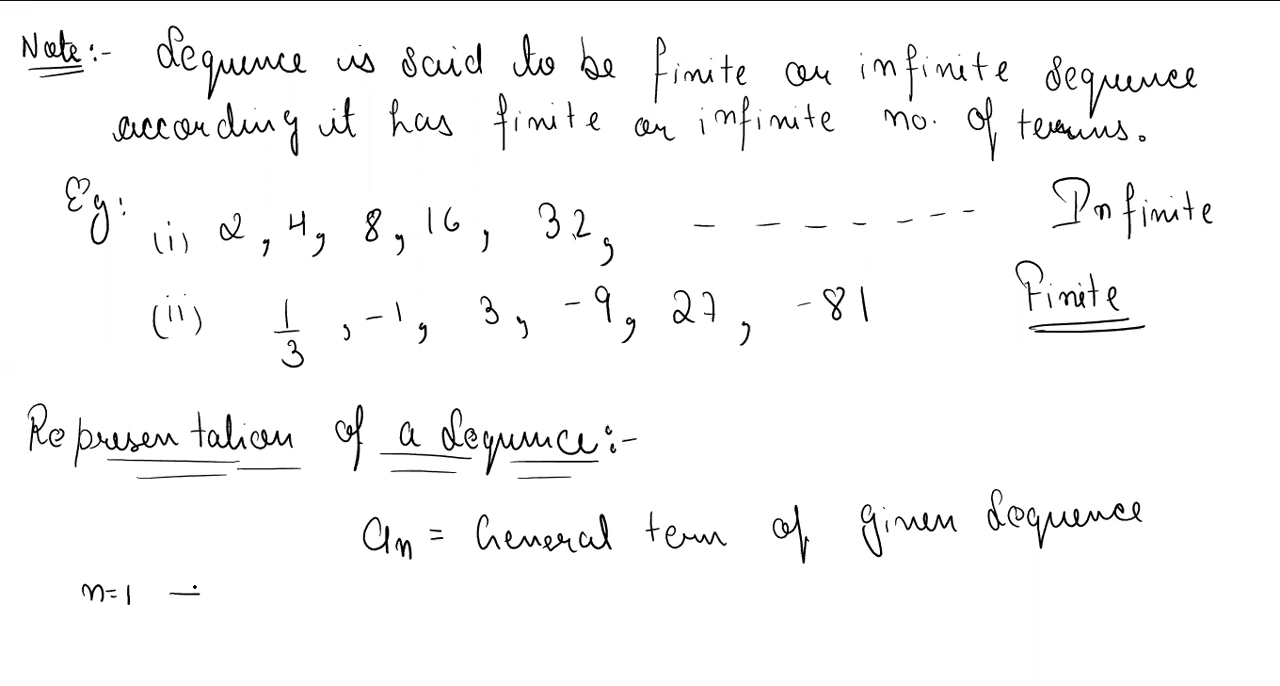 Note:- Sequence is said to be finite or infinite sequence
according it has finite or infinite no. of terms.
Eg: (i) 2, 4, 8, 16, 32, - - - - - - - Infinite
(ii) 1/3, -1, 3, -9, 27, -81 Finite
Representation of a Sequence:-
an = General term of given Sequence
n=1